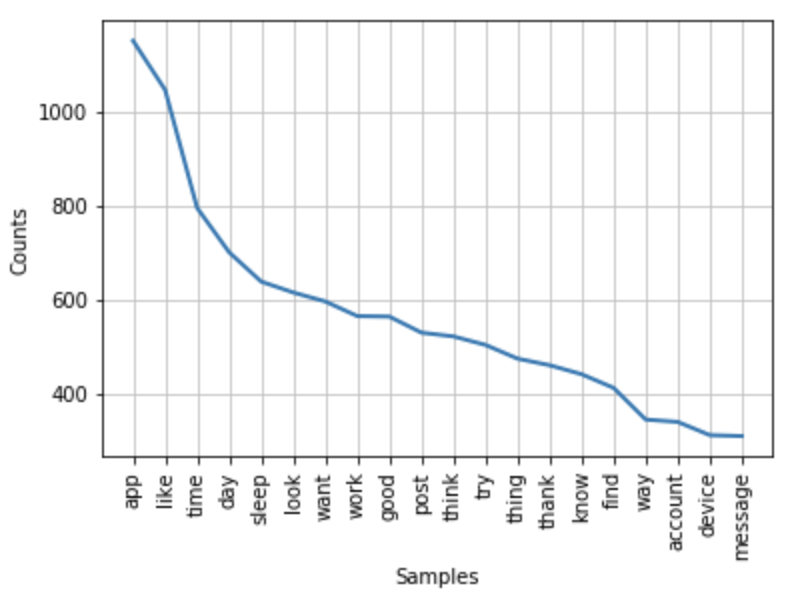 1000
800
600
400
Counts
app
like
time
day
sleep
look
want
work
good
post
think
try
thing
thank
know
find
way
account
device
message
Samples